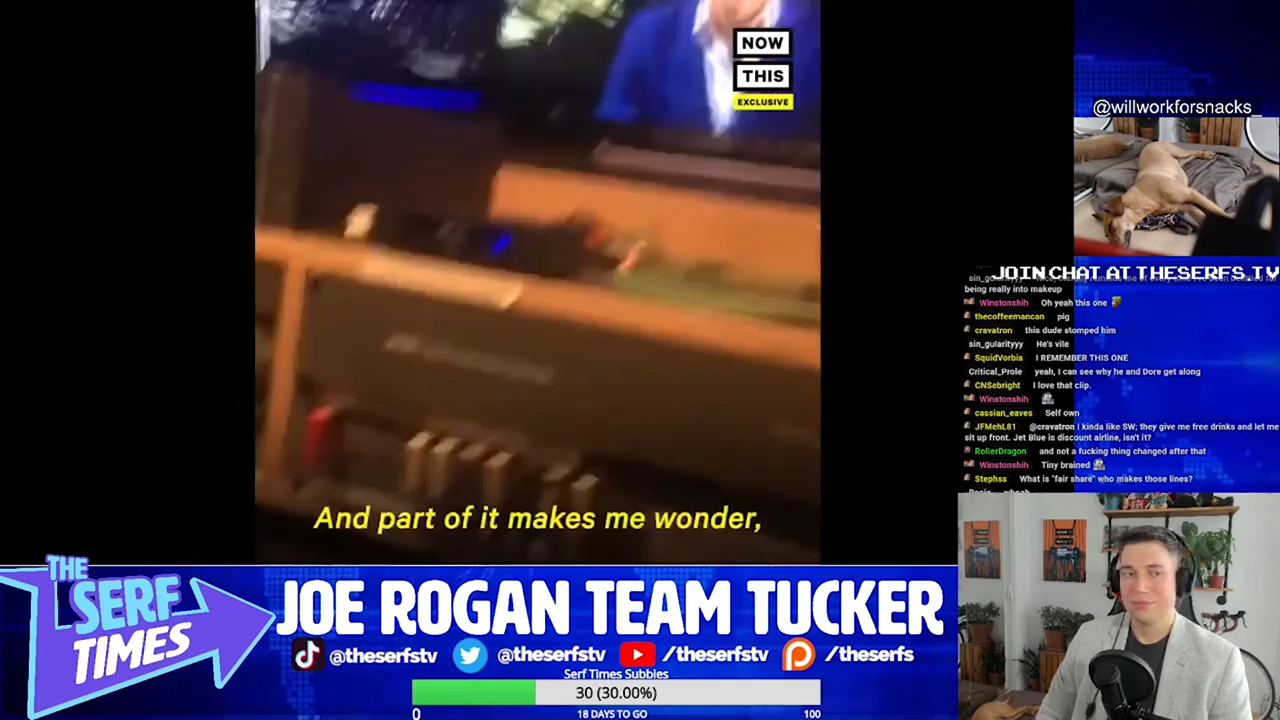 NOW
THIS
EXCLUSIVE
@willworkforsnacks_
JOIN CHAT AT THESERFS.TV
being really into makeup
Winstonshih Oh yeah this one
thecoffeemancan pig
cravatron this dude stomped him
sin_gularityyy He's vile
SquidVorbis I REMEMBER THIS ONE
Critical_Prole yeah, I can see why he and Dore get along
CNSebright I love that clip.
Winstonshih
cassian_eaves Self own
JFMehL81 @cravatron I kinda like SW; they give me free drinks and let me
sit up front. Jet Blue is discount airline, isn't it?
RollerDragon and not a fucking thing changed after that
Winstonshih Tiny brained
Stephss What is "fair share" who makes those lines?
And part of it makes me wonder,
THE
SERF
TIMES
JOE ROGAN TEAM TUCKER
@theserfstv @theserfstv /theserfstv /theserfs
Serf Times Subbles
30 (30.00%)
0 18 DAYS TO GO 100